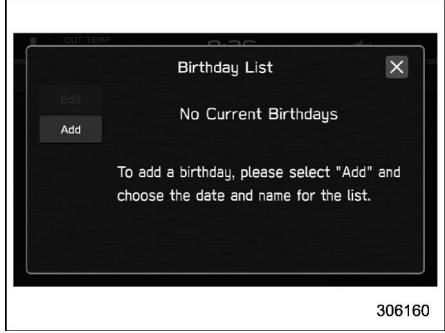 OUT TEMP
Birthday List
Edit
No Current Birthdays
Add
To add a birthday, please select "Add" and
choose the date and name for the list.
306160